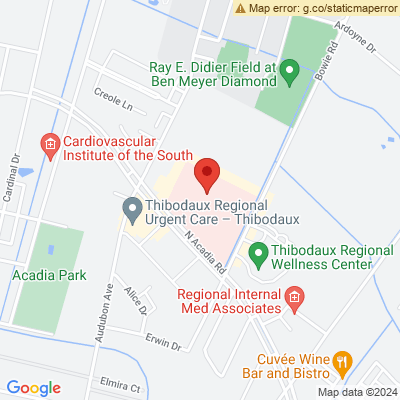 Map error: g.co/staticmaperror
Ardoyne Dr
Bowie Rd
Ray E. Didier Field at
Ben Meyer Diamond
Creole Ln
Cardiovascular
Institute of the South
Cardinal Dr
Thibodaux Regional
Urgent Care – Thibodaux
N Acadia Rd
Thibodaux Regional
Wellness Center
Acadia Park
Audubon Ave
Alice Dr
Regional Internal
Med Associates
Erwin Dr
Cuvée Wine
Bar and Bistro
Elmira Ct
Google
Map data ©2024